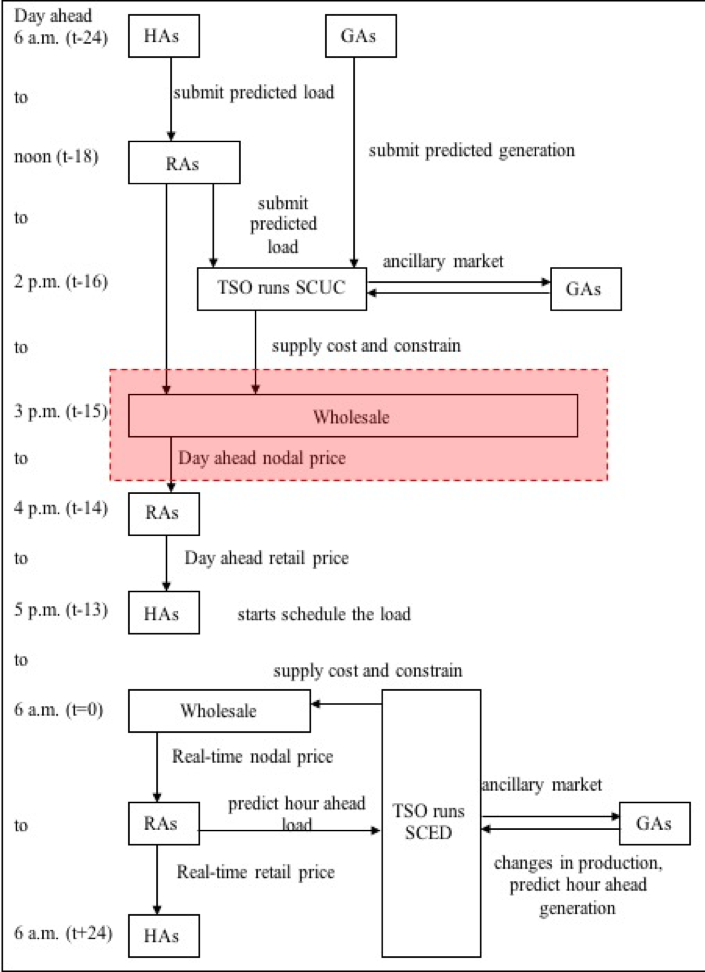 Day ahead
6 a.m. (t-24)
HAs
GAs
to
submit predicted load
noon (t-18)
RAs
submit predicted generation
to
submit
predicted
load
2 p.m. (t-16)
TSO runs SCUC
ancillary market
GAs
to
supply cost and constrain
3 p.m. (t-15)
Wholesale
to
Day ahead nodal price
4 p.m. (t-14)
RAs
to
Day ahead retail price
5 p.m. (t-13)
HAs
starts schedule the load
to
supply cost and constrain
6 a.m. (t=0)
Wholesale
Real-time nodal price
to
RAs
predict hour ahead
load
TSO runs
SCED
ancillary market
GAs
changes in production,
predict hour ahead
generation
Real-time retail price
6 a.m. (t+24)
HAs